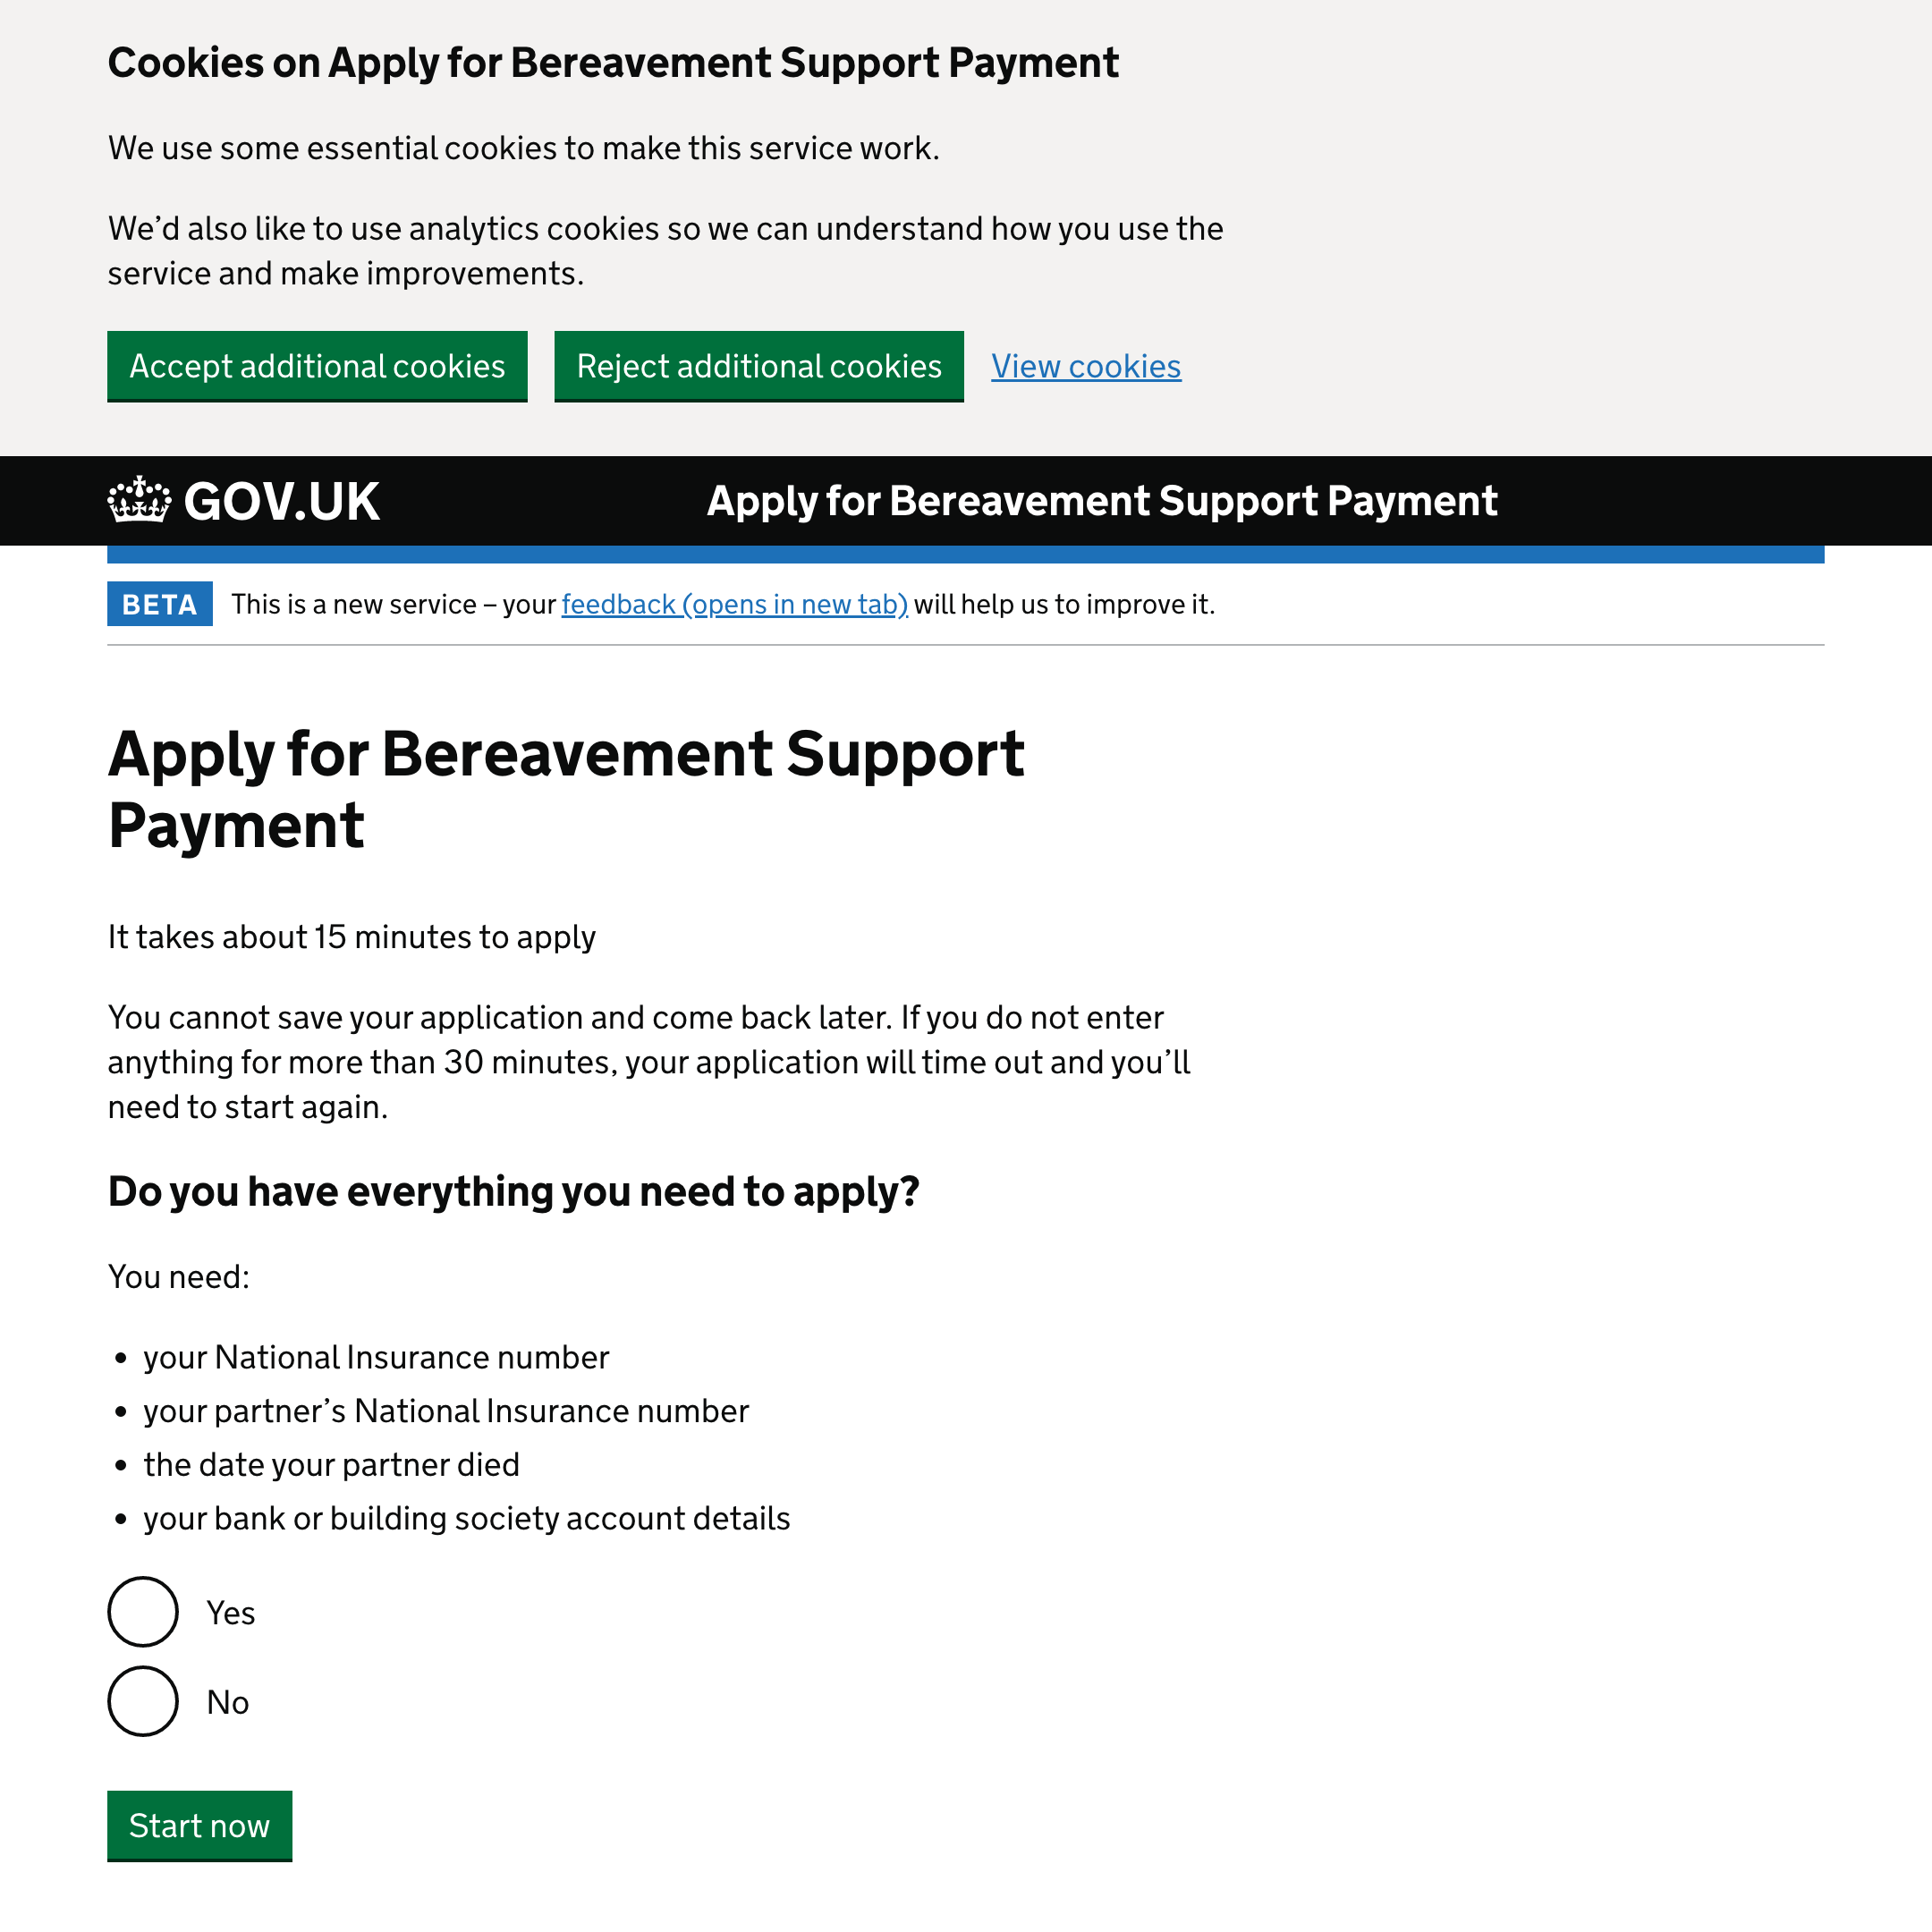 Cookies on Apply for Bereavement Support Payment
We use some essential cookies to make this service work.
We’d also like to use analytics cookies so we can understand how you use the
service and make improvements.
Accept additional cookies
Reject additional cookies
View cookies
GOV.UK
Apply for Bereavement Support Payment
BETA
This is a new service – your feedback (opens in new tab) will help us to improve it.
Apply for Bereavement Support
Payment
It takes about 15 minutes to apply
You cannot save your application and come back later. If you do not enter
anything for more than 30 minutes, your application will time out and you’ll
need to start again.
Do you have everything you need to apply?
You need:
• your National Insurance number
• your partner’s National Insurance number
• the date your partner died
• your bank or building society account details
Yes
No
Start now